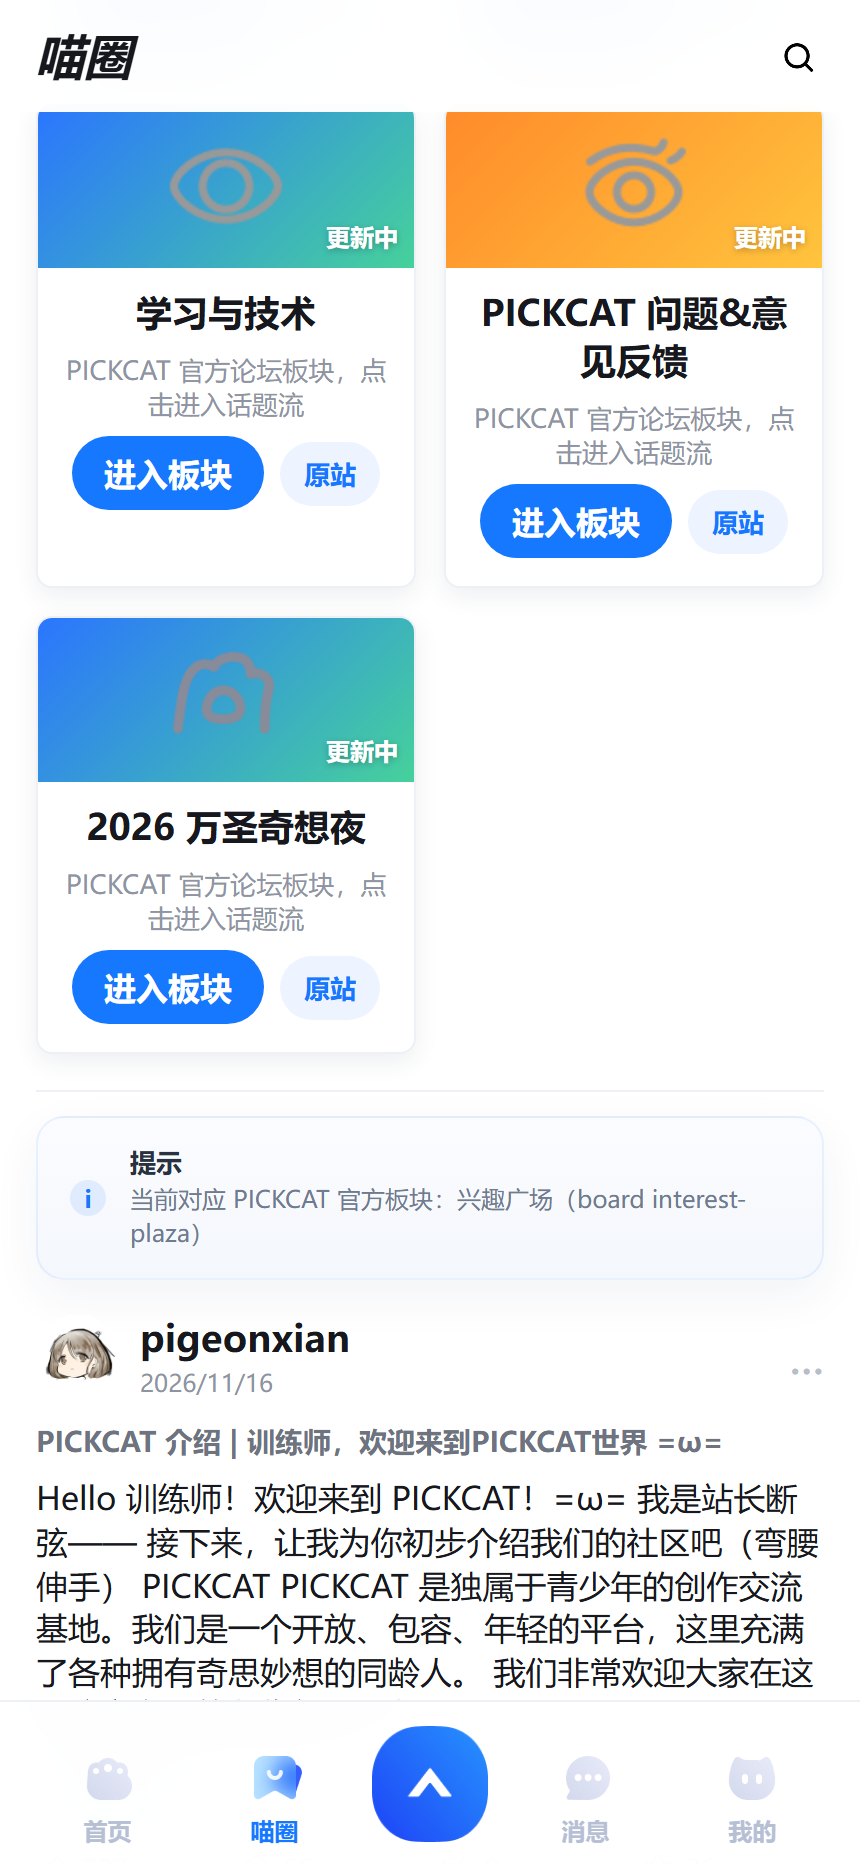 喵圈
更新中
学习与技术
PICKCAT 官方论坛板块，点
击进入话题流
进入板块
原站
更新中
PICKCAT 问题&意
见反馈
PICKCAT 官方论坛板块，点
击进入话题流
进入板块
原站
更新中
2026 万圣奇想夜
PICKCAT 官方论坛板块，点
击进入话题流
进入板块
原站
提示
当前对应 PICKCAT 官方板块：兴趣广场（board interest-
plaza）
pigeonxian
2026/11/16
PICKCAT 介绍 | 训练师，欢迎来到PICKCAT世界 =ω=
Hello 训练师！欢迎来到 PICKCAT！=ω= 我是站长断
弦—— 接下来，让我为你初步介绍我们的社区吧（弯腰
伸手） PICKCAT PICKCAT 是独属于青少年的创作交流
基地。我们是一个开放、包容、年轻的平台，这里充满
了各种拥有奇思妙想的同龄人。 我们非常欢迎大家在这
首页
喵圈
消息
我的